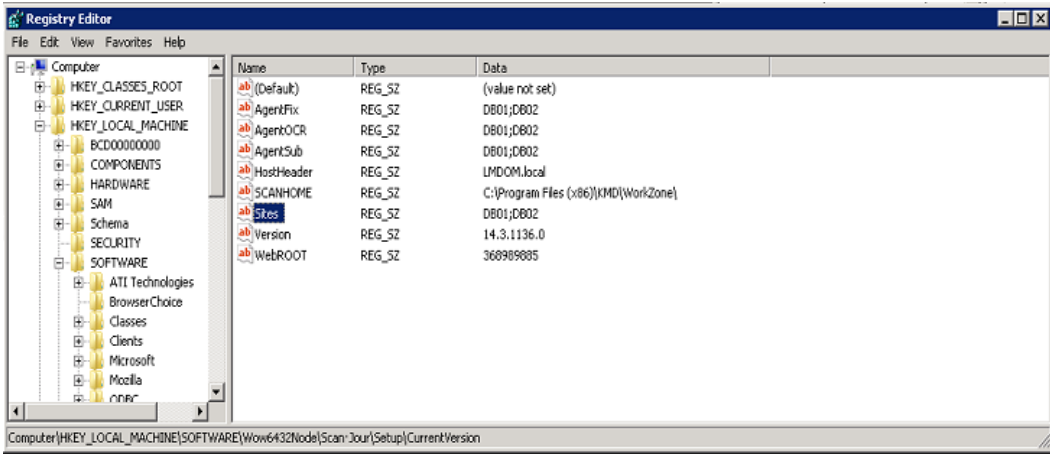 Registry Editor
File Edit View Favorites Help
Computer
HKEY_CLASSES_ROOT
HKEY_CURRENT_USER
HKEY_LOCAL_MACHINE
BCD00000000
COMPONENTS
HARDWARE
SAM
Schema
SECURITY
SOFTWARE
ATI Technologies
BrowserChoice
Classes
Clients
Microsoft
Mozilla
ODBC
Name Type Data
(Default) REG_SZ (value not set)
AgentFix REG_SZ DB01;DB02
AgentOCR REG_SZ DB01;DB02
AgentSub REG_SZ DB01;DB02
HostHeader REG_SZ LMDOM.local
SCANHOME REG_SZ C:\Program Files (x86)\KMD\WorkZone\
Sites REG_SZ DB01;DB02
Version REG_SZ 14.3.1136.0
WebROOT REG_SZ 368989885
Computer\HKEY_LOCAL_MACHINE\SOFTWARE\Wow6432Node\Scan-Jour\Setup\CurrentVersion